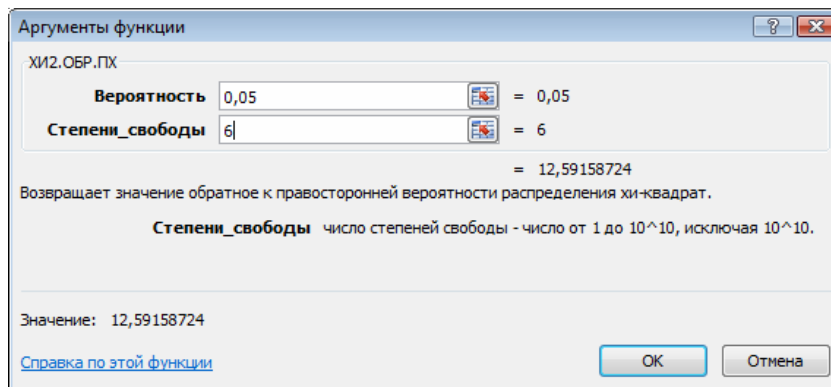 Аргументы функции
ХИ2.ОБР.ПХ
Вероятность 0,05 = 0,05
Степени_свободы 6 = 6
= 12,59158724
Возвращает значение обратное к правосторонней вероятности распределения хи-квадрат.
Степени_свободы число степеней свободы - число от 1 до 10^10, исключая 10^10.
Значение: 12,59158724
Справка по этой функции
ОК Отмена